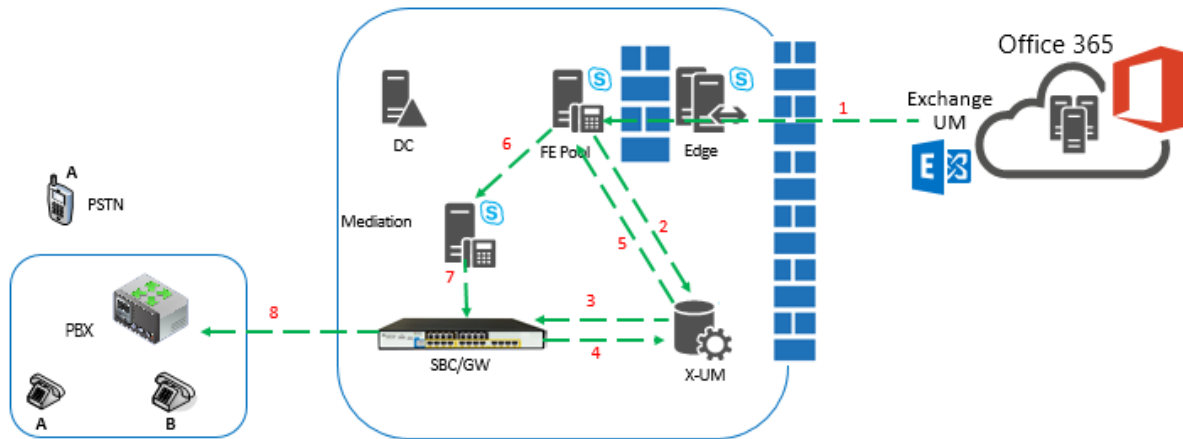 Office 365
Exchange
UM
1
DC
FE Pool
Edge
6
A
PSTN
Mediation
2
5
7
PBX
8
3
4
SBC/GW
X-UM
A
B
S
S
S
E